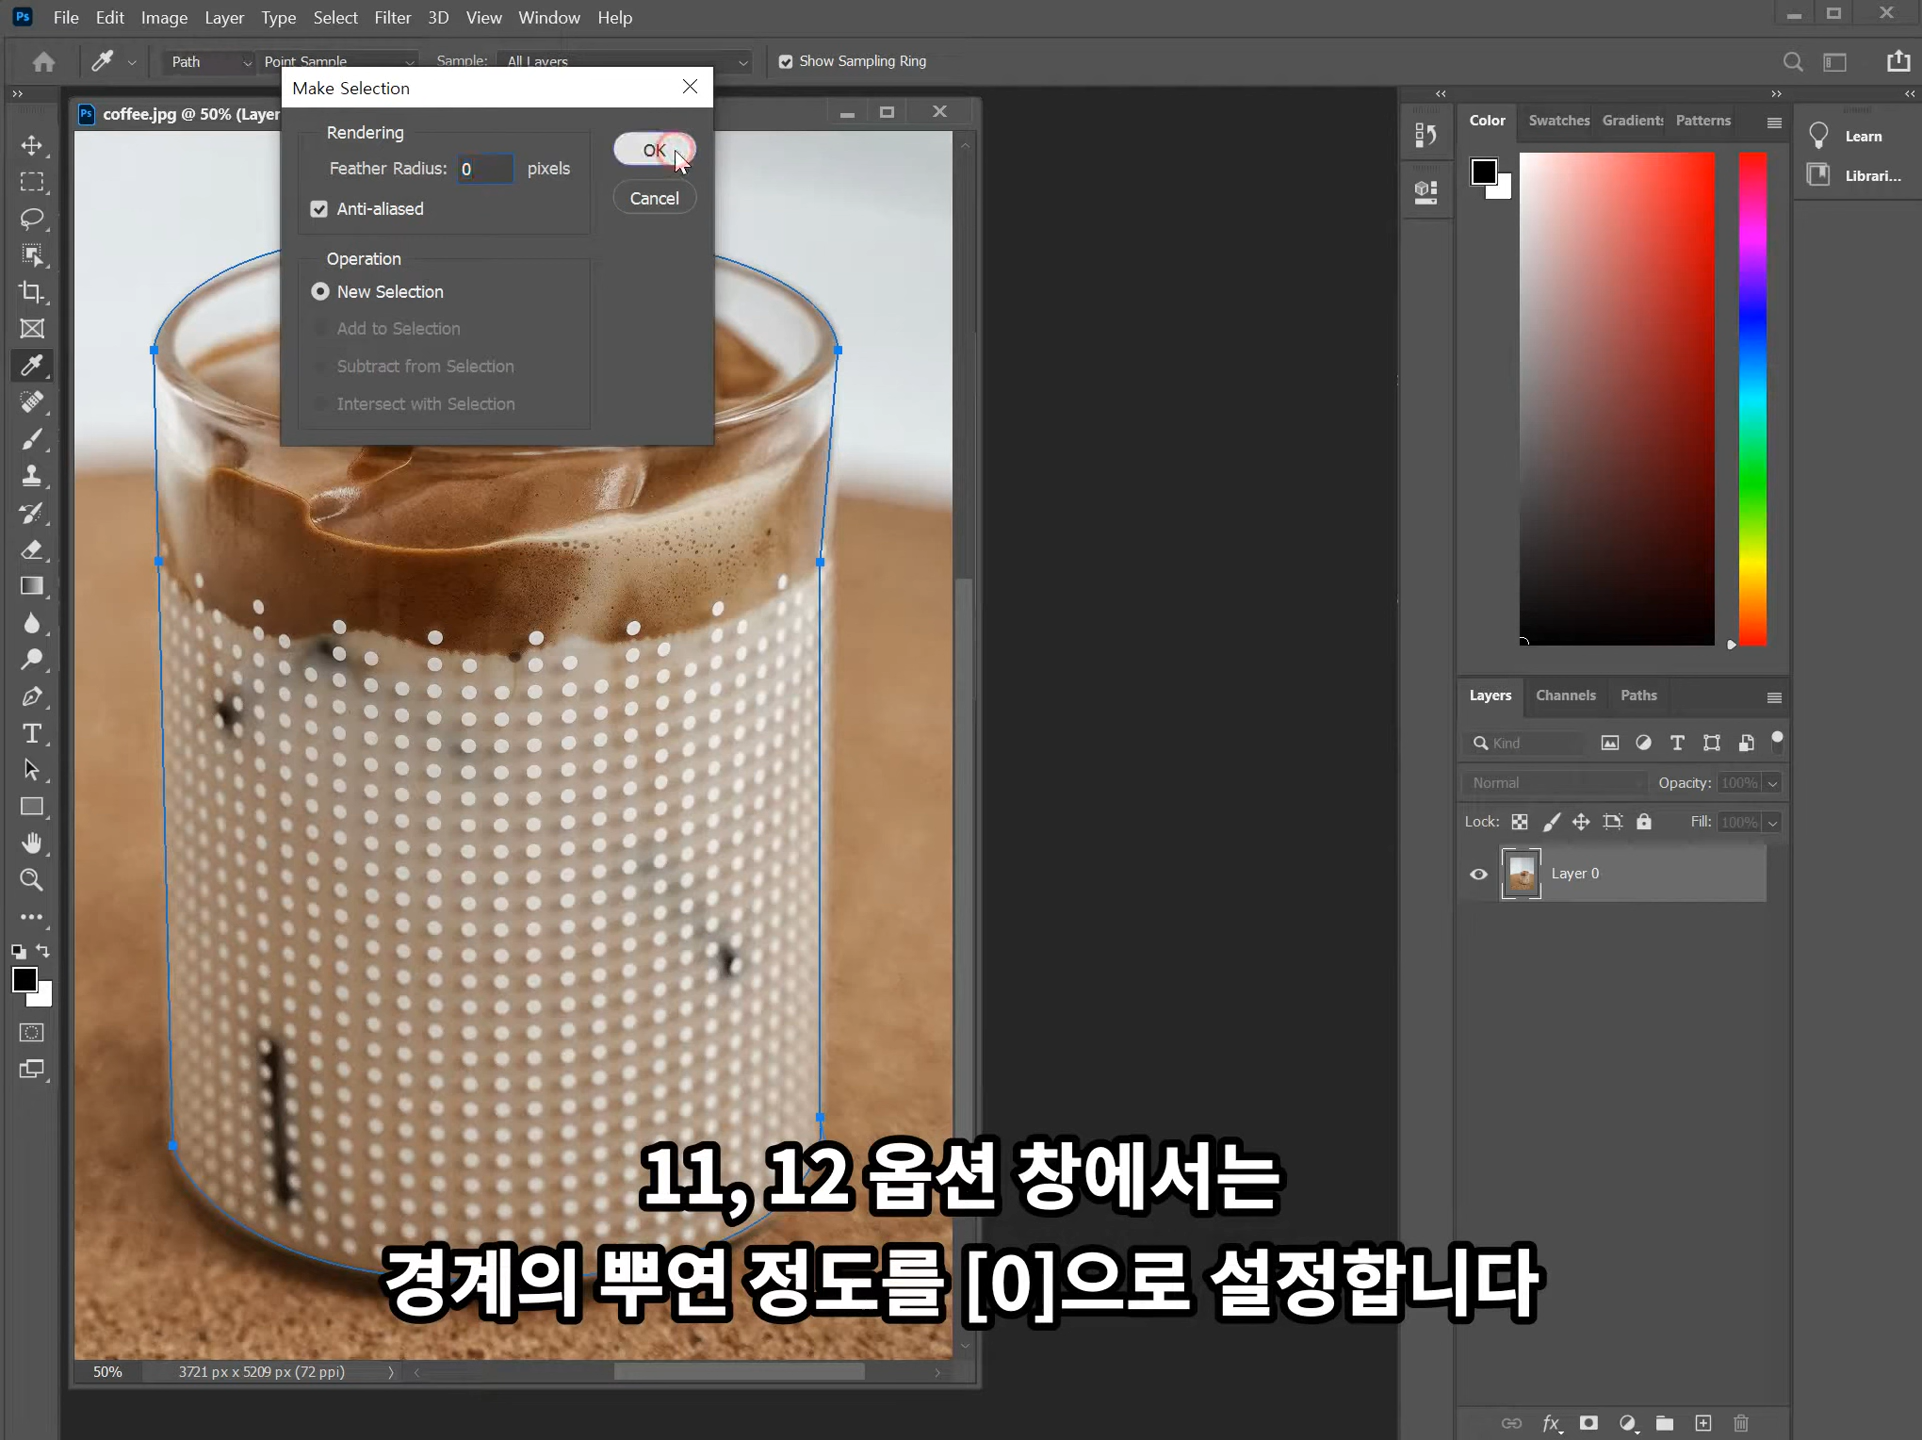 Ps File Edit Image Layer Type Select Filter 3D View Window Help
Path Point Sample Sample: All Layers Show Sampling Ring
Ps coffee.jpg @ 50% (Layer
Make Selection
Rendering
Feather Radius: 0 pixels
Anti-aliased
OK
Cancel
Operation
New Selection
Add to Selection
Subtract from Selection
Intersect with Selection
Color Swatches Gradients Patterns
Learn
Librari...
Layers Channels Paths
Kind
Normal Opacity: 100%
Lock: Fill: 100%
Layer 0
11, 12 옵션 창에서는
경계의 뿌연 정도를 [0]으로 설정합니다
50% 3721 px x 5209 px (72 ppi)
fx